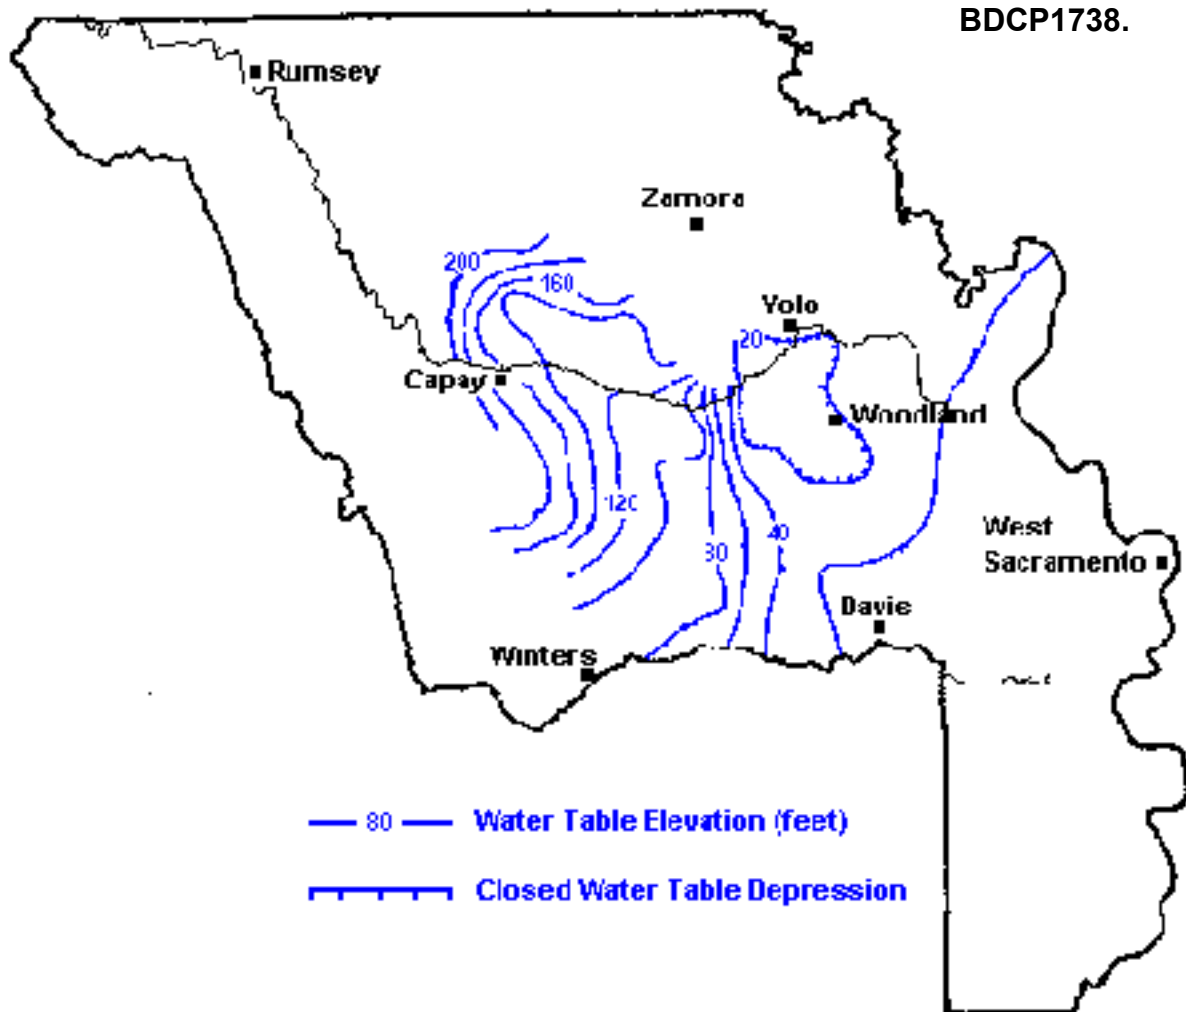 BDCP1738.
Rumsey
Zamora
200
160
Yolo
20
Capay
Woodland
120
West
Sacramento
40
80
Davis
Winters
80 Water Table Elevation (feet)
Closed Water Table Depression